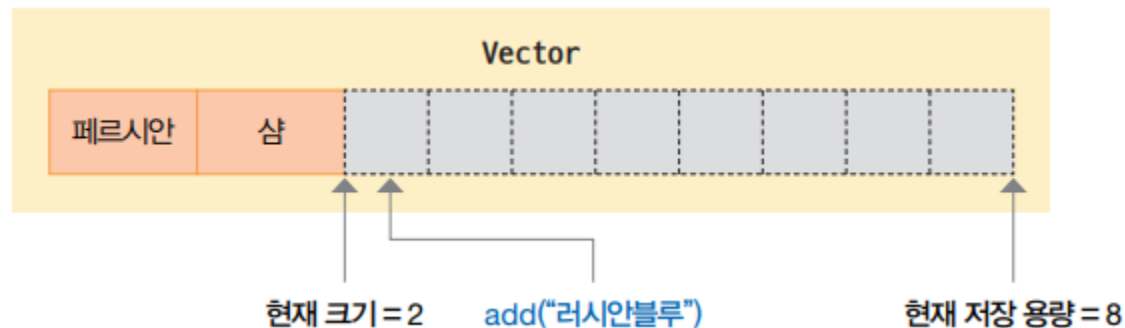 Vector
페르시안 샴
현재 크기 = 2 add(“러시안블루”) 현재 저장 용량 = 8